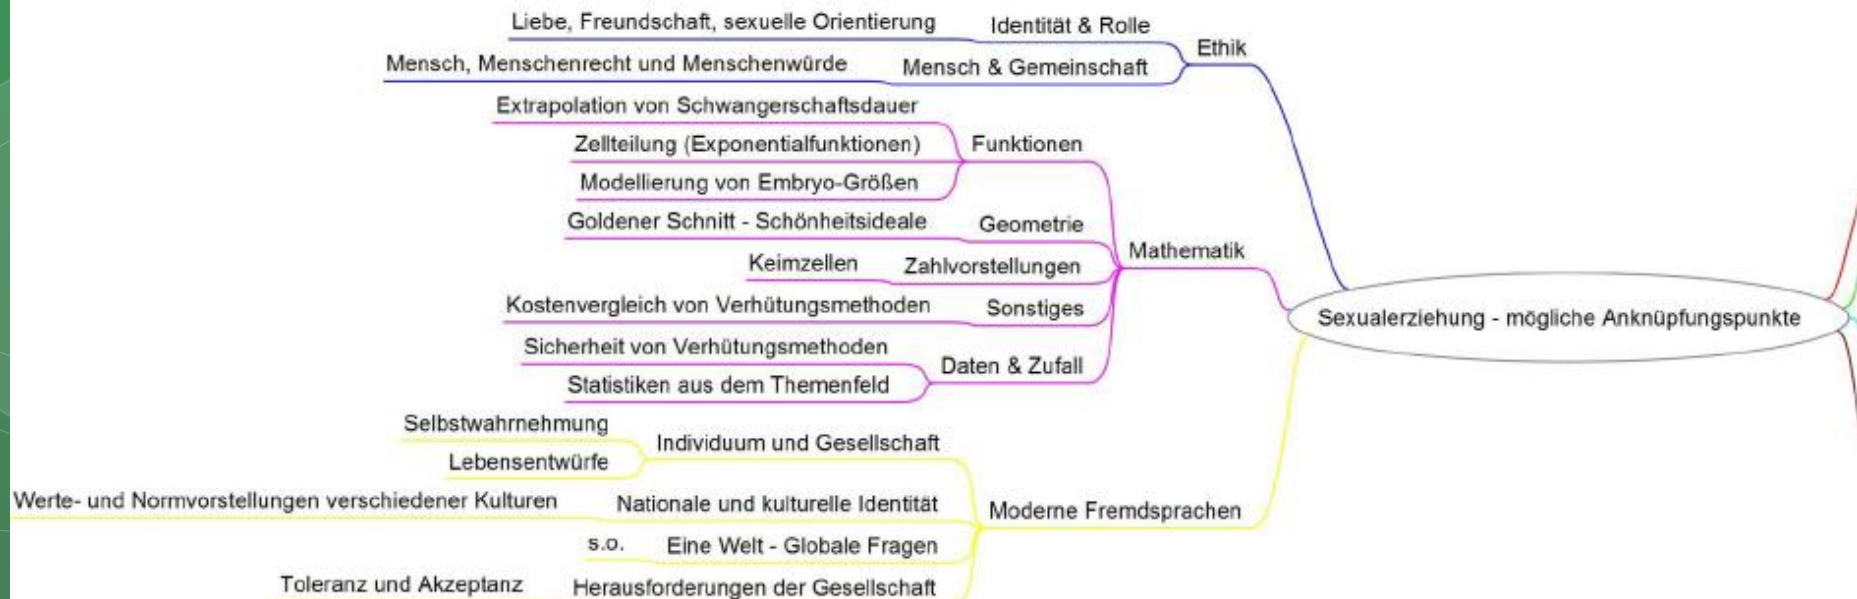 Liebe, Freundschaft, sexuelle Orientierung
Identität & Rolle
Ethik
Mensch, Menschenrecht und Menschenwürde
Mensch & Gemeinschaft
Extrapolation von Schwangerschaftsdauer
Zellteilung (Exponentialfunktionen)
Funktionen
Modellierung von Embryo-Größen
Goldener Schnitt - Schönheitsideale
Geometrie
Mathematik
Keimzellen
Zahlvorstellungen
Kostenvergleich von Verhütungsmethoden
Sonstiges
Sexualerziehung - mögliche Anknüpfungspunkte
Sicherheit von Verhütungsmethoden
Daten & Zufall
Statistiken aus dem Themenfeld
Selbstwahrnehmung
Individuum und Gesellschaft
Lebensentwürfe
Werte- und Normvorstellungen verschiedener Kulturen
Nationale und kulturelle Identität
Moderne Fremdsprachen
s.o.
Eine Welt - Globale Fragen
Toleranz und Akzeptanz
Herausforderungen der Gesellschaft